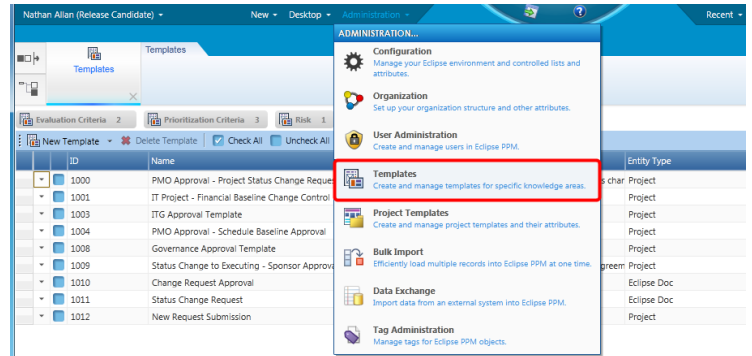 Nathan Allan (Release Candidate) New Desktop Administration Recent
ADMINISTRATION...
Templates
Templates
Configuration
Manage your Eclipse environment and controlled lists and
attributes.
Organization
Set up your organization structure and other attributes.
User Administration
Create and manage users in Eclipse PPM.
Templates
Create and manage templates for specific knowledge areas.
Project Templates
Create and manage project templates and their attributes.
Bulk Import
Efficiently load multiple records into Eclipse PPM at one time.
Data Exchange
Import data from an external system into Eclipse PPM.
Tag Administration
Manage tags for Eclipse PPM objects.
Evaluation Criteria 2 Prioritization Criteria 3 Risk 1
New Template Delete Template Check All Uncheck All
ID Name Entity Type
1000 PMO Approval - Project Status Change Reques s char Project
1001 IT Project - Financial Baseline Change Control Project
1003 ITG Approval Template Project
1004 PMO Approval - Schedule Baseline Approval Project
1008 Governance Approval Template Project
1009 Status Change to Executing - Sponsor Approva greem Project
1010 Change Request Approval Eclipse Doc
1011 Status Change Request Eclipse Doc
1012 New Request Submission Project